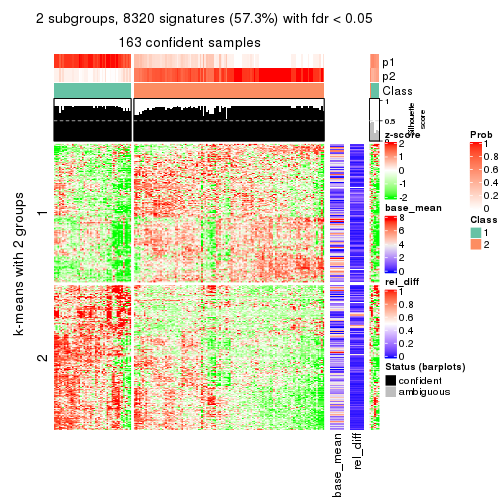 2 subgroups, 8320 signatures (57.3%) with fdr < 0.05
163 confident samples
p1
p2
Class
1
0.5
0
Silhouette
score
k-means with 2 groups
1
2
base_mean
rel_diff
z-score
2
1
0
-1
-2
base_mean
8
6
4
2
0
rel_diff
1
0.8
0.6
0.4
0.2
0
Status (barplots)
confident
ambiguous
Prob
1
0.8
0.6
0.4
0.2
0
Class
1
2